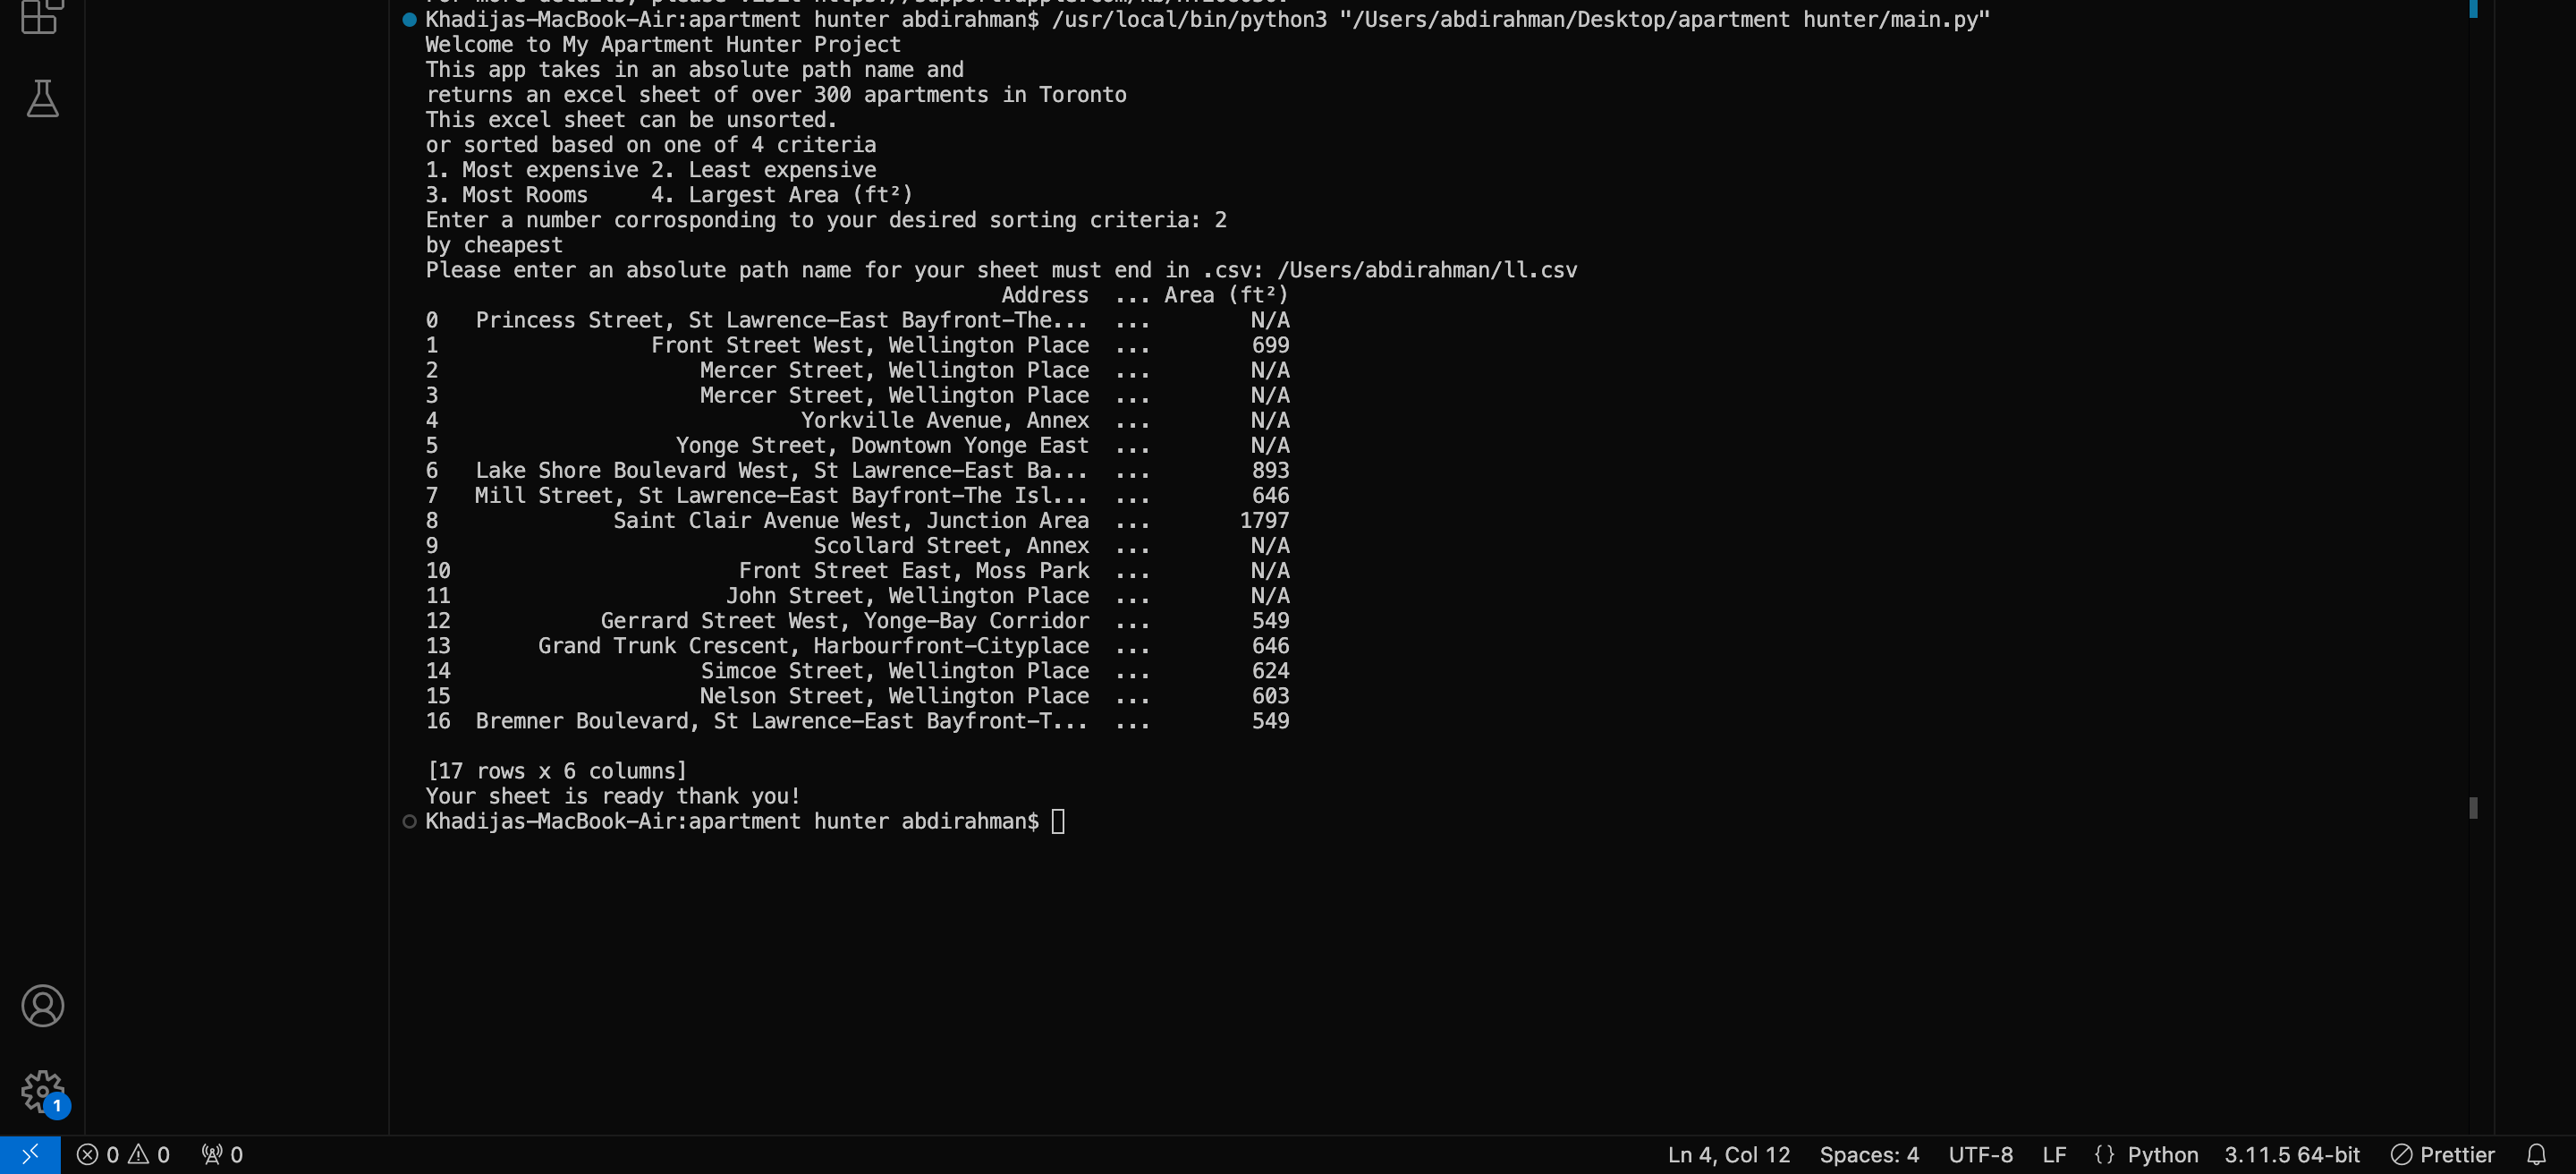 Khadijas-MacBook-Air:apartment hunter abdirahman$ /usr/local/bin/python3 "/Users/abdirahman/Desktop/apartment hunter/main.py"
Welcome to My Apartment Hunter Project
This app takes in an absolute path name and
returns an excel sheet of over 300 apartments in Toronto
This excel sheet can be unsorted.
or sorted based on one of 4 criteria
1. Most expensive 2. Least expensive
3. Most Rooms     4. Largest Area (ft²)
Enter a number corrosponding to your desired sorting criteria: 2
by cheapest
Please enter an absolute path name for your sheet must end in .csv: /Users/abdirahman/ll.csv
Address  ... Area (ft²)
0   Princess Street, St Lawrence-East Bayfront-The...  ...        N/A
1   Front Street West, Wellington Place  ...        699
2   Mercer Street, Wellington Place  ...        N/A
3   Mercer Street, Wellington Place  ...        N/A
4   Yorkville Avenue, Annex  ...        N/A
5   Yonge Street, Downtown Yonge East  ...        N/A
6   Lake Shore Boulevard West, St Lawrence-East Ba...  ...        893
7   Mill Street, St Lawrence-East Bayfront-The Isl...  ...        646
8   Saint Clair Avenue West, Junction Area  ...       1797
9   Scollard Street, Annex  ...        N/A
10  Front Street East, Moss Park  ...        N/A
11  John Street, Wellington Place  ...        N/A
12  Gerrard Street West, Yonge-Bay Corridor  ...        549
13  Grand Trunk Crescent, Harbourfront-Cityplace  ...        646
14  Simcoe Street, Wellington Place  ...        624
15  Nelson Street, Wellington Place  ...        603
16  Bremner Boulevard, St Lawrence-East Bayfront-T...  ...        549
[17 rows x 6 columns]
Your sheet is ready thank you!
Khadijas-MacBook-Air:apartment hunter abdirahman$
1
0 0 0 Ln 4, Col 12 Spaces: 4 UTF-8 LF {} Python 3.11.5 64-bit Prettier